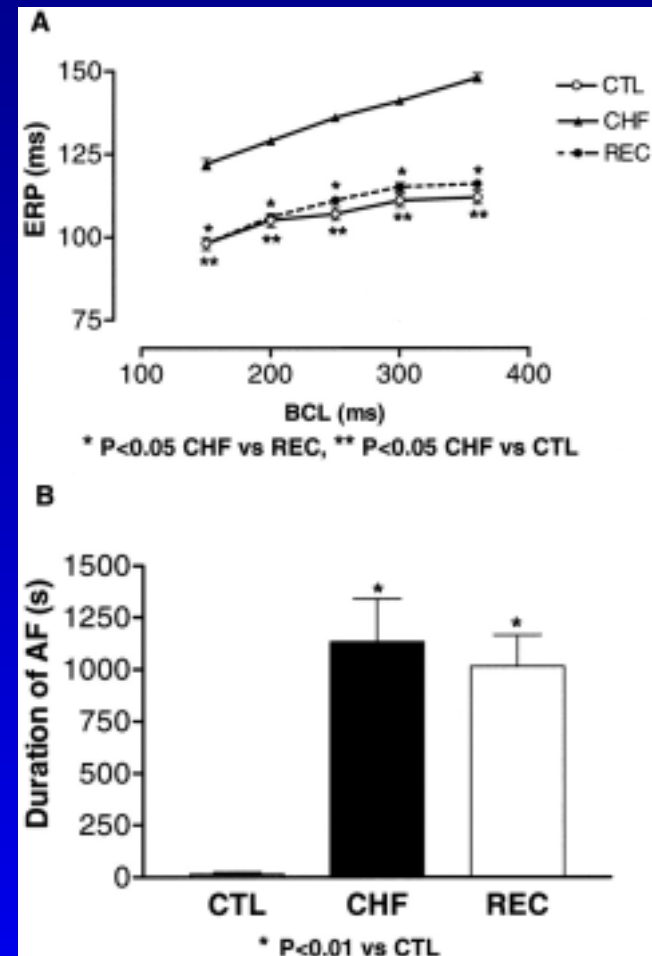 A
150
125
100
75
ERP (ms)
CTL
CHF
REC
* * * * *
** ** ** ** **
100 200 300 400
BCL (ms)
* P<0.05 CHF vs REC, ** P<0.05 CHF vs CTL
B
1500
1250
1000
750
500
250
0
Duration of AF (s)
* *
CTL CHF REC
* P<0.01 vs CTL